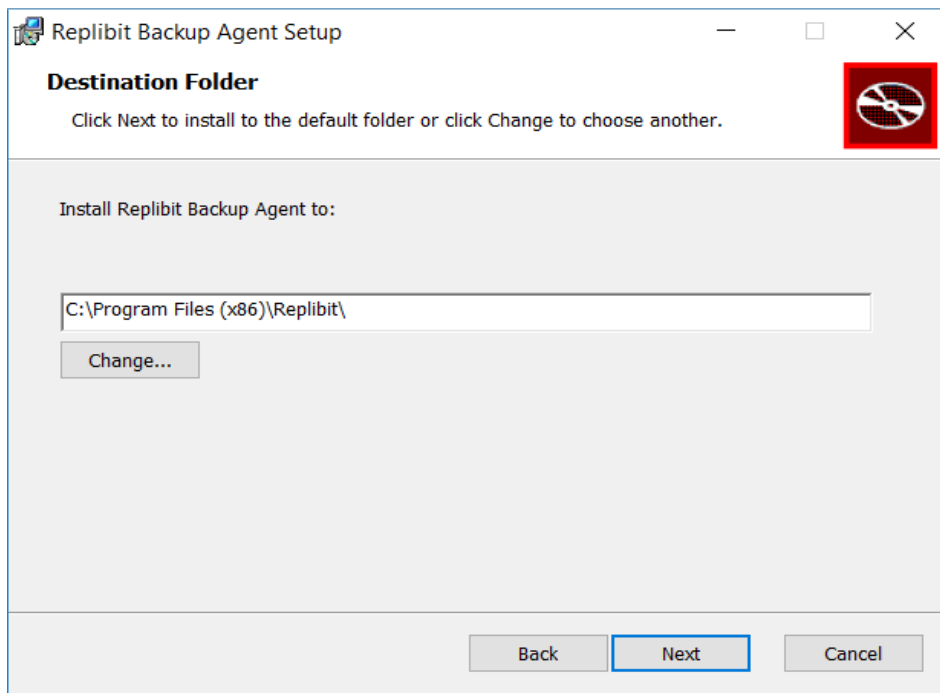 Replibit Backup Agent Setup
Destination Folder
Click Next to install to the default folder or click Change to choose another.
Install Replibit Backup Agent to:
C:\Program Files (x86)\Replibit\
Change...
Back
Next
Cancel